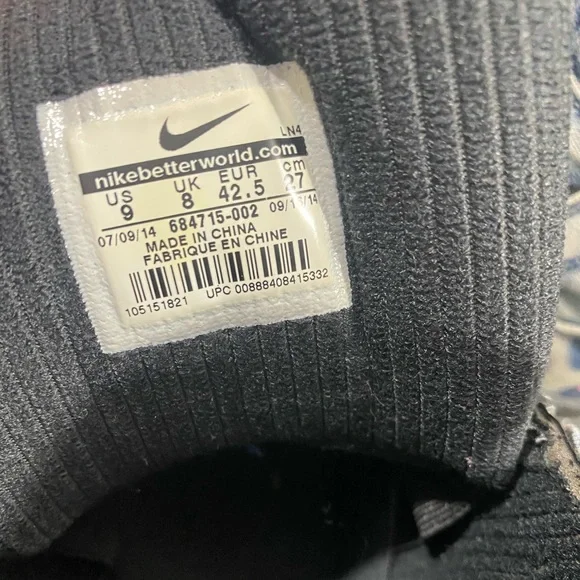 LN4
nikebetterworld.com
US UK EUR cm
9 8 42.5 27
07/09/14 684715-002 09/15/14
MADE IN CHINA
FABRIQUE EN CHINE
105151821 UPC 00888408415332